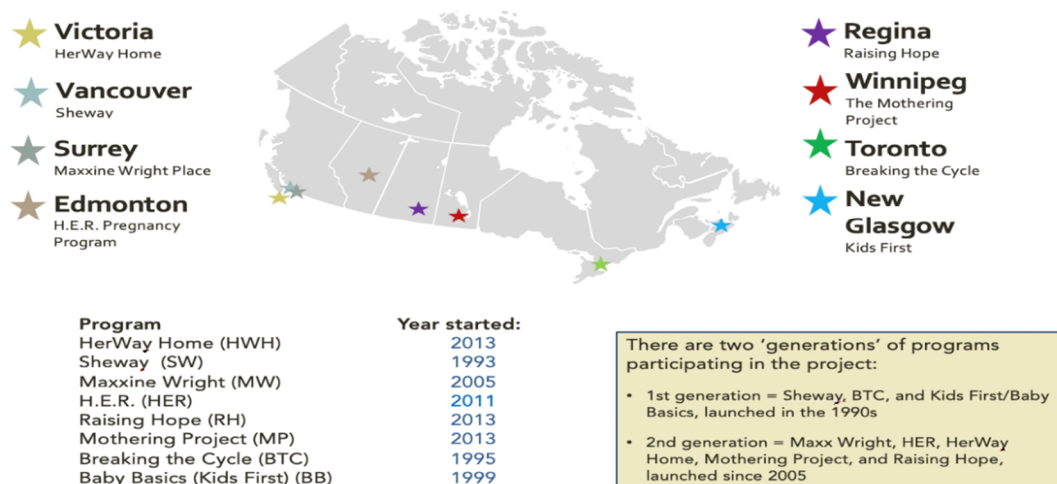 Victoria
HerWay Home
Vancouver
Sheway
Surrey
Maxxine Wright Place
Edmonton
H.E.R. Pregnancy
Program
Regina
Raising Hope
Winnipeg
The Mothering
Project
Toronto
Breaking the Cycle
New
Glasgow
Kids First
Program Year started:
HerWay Home (HWH) 2013
Sheway (SW) 1993
Maxxine Wright (MW) 2005
H.E.R. (HER) 2011
Raising Hope (RH) 2013
Mothering Project (MP) 2013
Breaking the Cycle (BTC) 1995
Baby Basics (Kids First) (BB) 1999
There are two ‘generations’ of programs
participating in the project:
• 1st generation = Sheway, BTC, and Kids First/Baby
Basics, launched in the 1990s
• 2nd generation = Maxx Wright, HER, HerWay
Home, Mothering Project, and Raising Hope,
launched since 2005